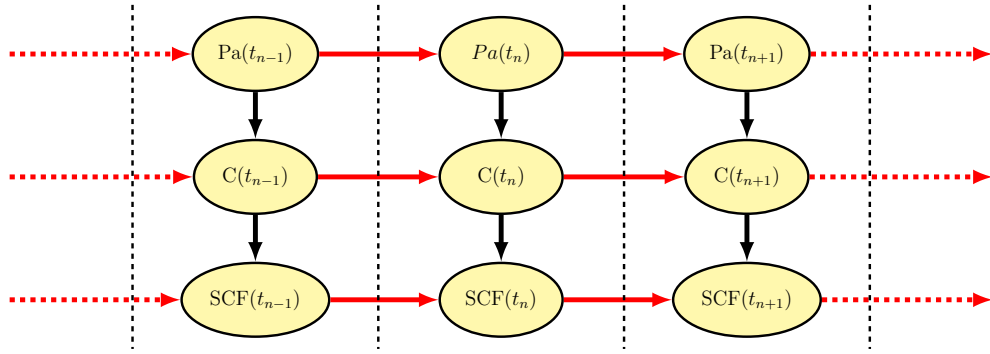 Pa(t_{n−1}) Pa(t_n) Pa(t_{n+1})
C(t_{n−1}) C(t_n) C(t_{n+1})
SCF(t_{n−1}) SCF(t_n) SCF(t_{n+1})